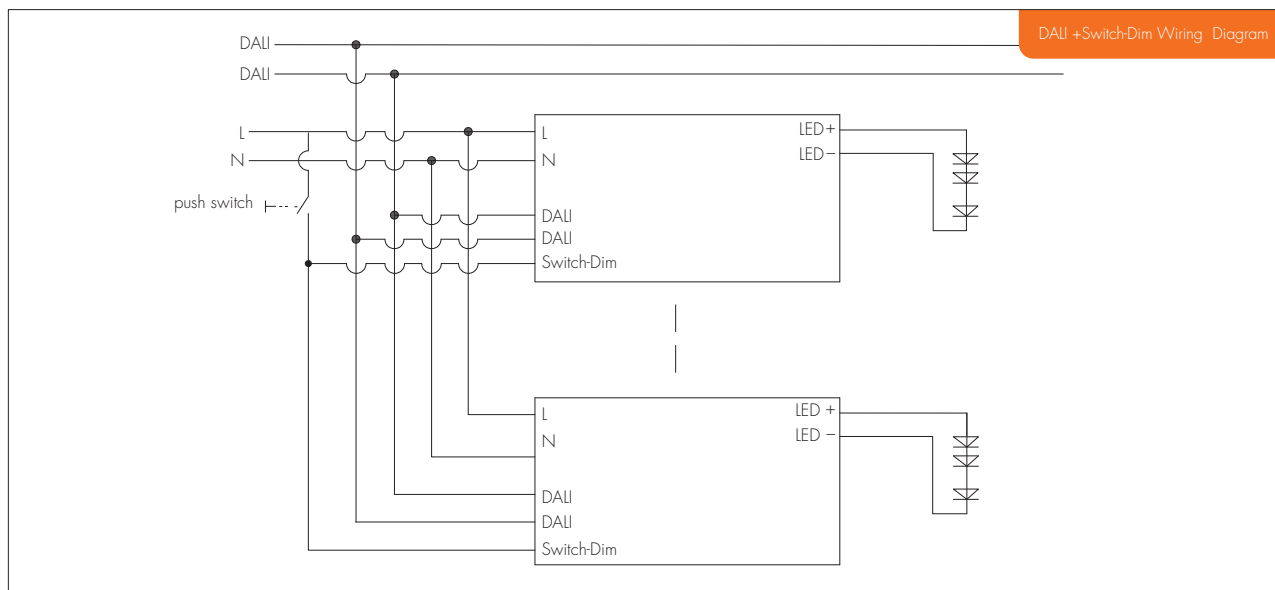 DALI +Switch-Dim Wiring Diagram
DALI
DALI
L
N
push switch
L
N
DALI
DALI
Switch-Dim
LED+
LED−
L
N
DALI
DALI
Switch-Dim
LED +
LED −